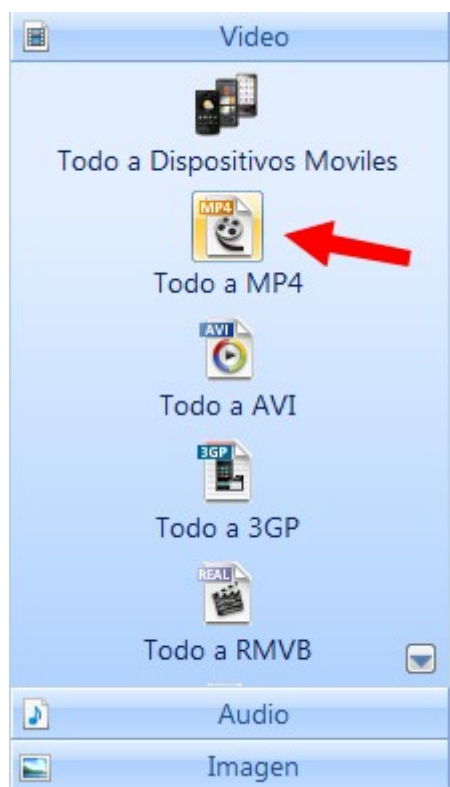 Video
Todo a Dispositivos Moviles
MP4
Todo a MP4
AVI
Todo a AVI
3GP
Todo a 3GP
REAL
Todo a RMVB
Audio
Imagen